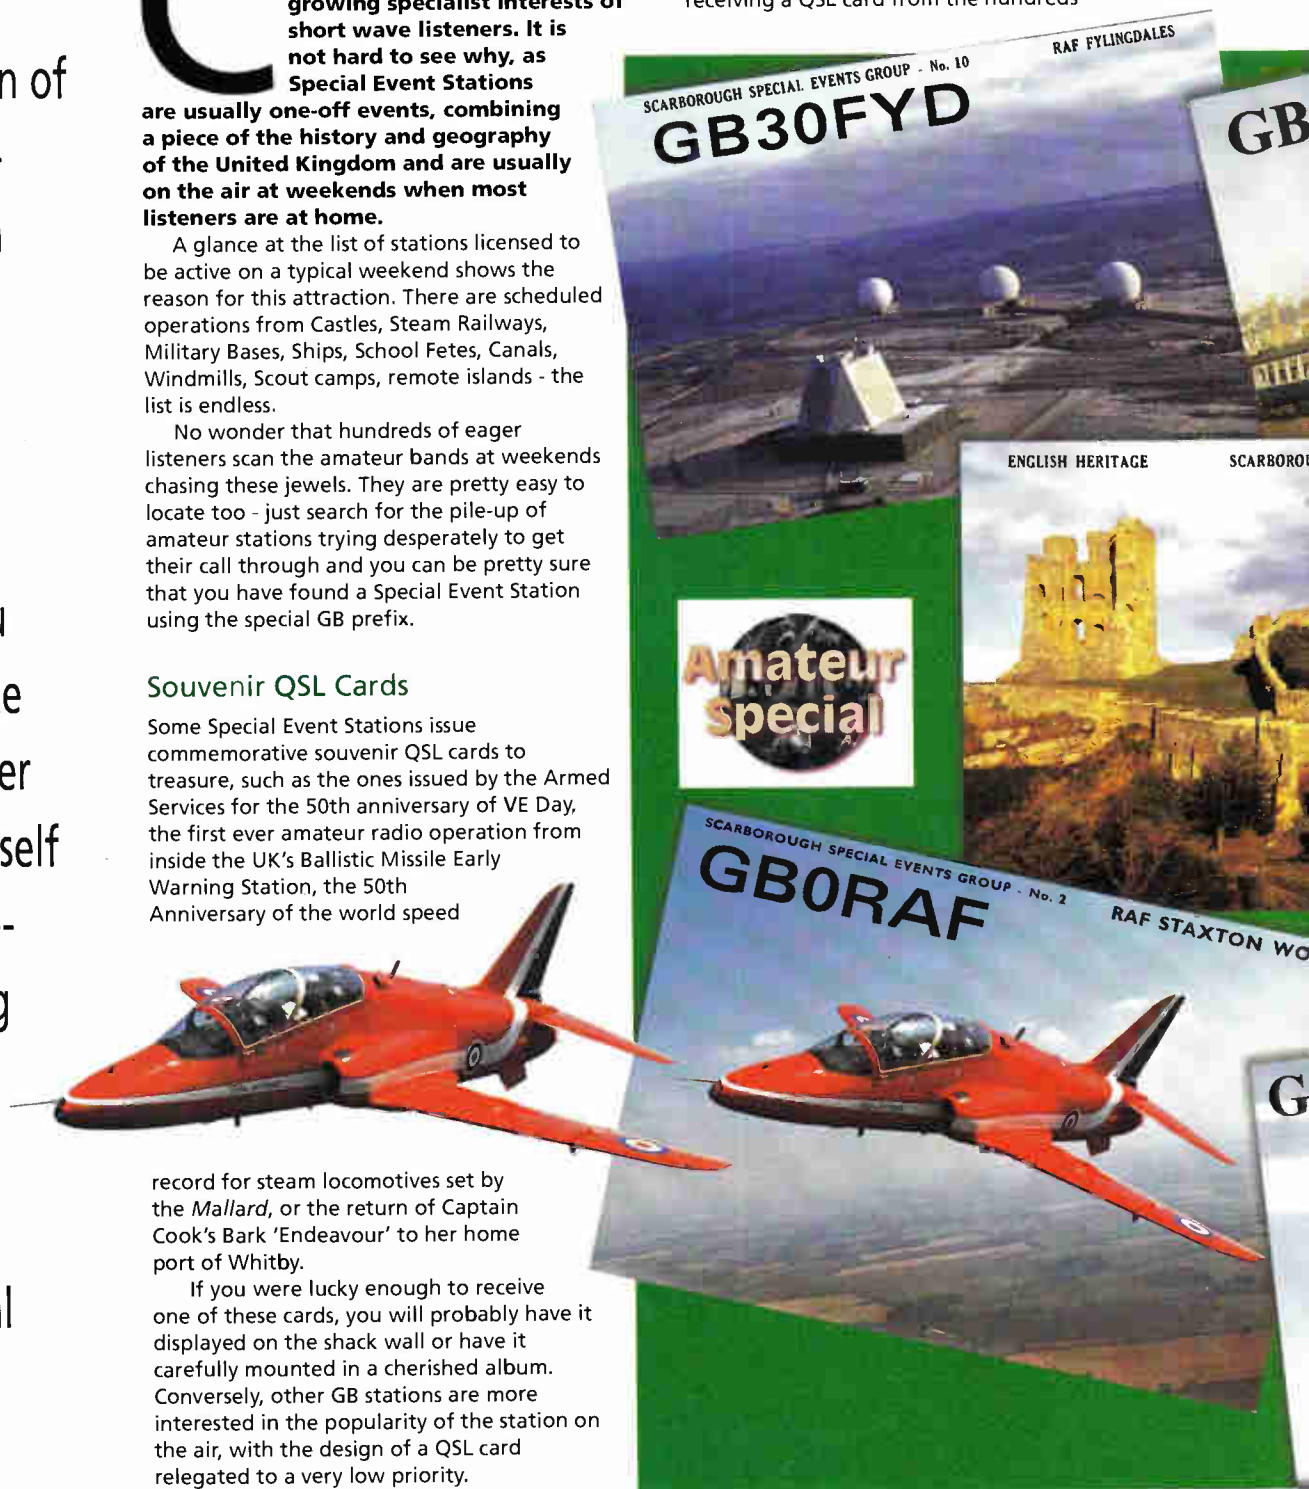 n of
self
growing specialist interests of
short wave listeners. It is
not hard to see why, as
Special Event Stations
are usually one-off events, combining
a piece of the history and geography
of the United Kingdom and are usually
on the air at weekends when most
listeners are at home.
A glance at the list of stations licensed to
be active on a typical weekend shows the
reason for this attraction. There are scheduled
operations from Castles, Steam Railways,
Military Bases, Ships, School Fetes, Canals,
Windmills, Scout camps, remote islands - the
list is endless.
No wonder that hundreds of eager
listeners scan the amateur bands at weekends
chasing these jewels. They are pretty easy to
locate too - just search for the pile-up of
amateur stations trying desperately to get
their call through and you can be pretty sure
that you have found a Special Event Station
using the special GB prefix.
Souvenir QSL Cards
Some Special Event Stations issue
commemorative souvenir QSL cards to
treasure, such as the ones issued by the Armed
Services for the 50th anniversary of VE Day,
the first ever amateur radio operation from
inside the UK's Ballistic Missile Early
Warning Station, the 50th
Anniversary of the world speed
record for steam locomotives set by
the Mallard, or the return of Captain
Cook's Bark 'Endeavour' to her home
port of Whitby.
If you were lucky enough to receive
one of these cards, you will probably have it
displayed on the shack wall or have it
carefully mounted in a cherished album.
Conversely, other GB stations are more
interested in the popularity of the station on
the air, with the design of a QSL card
relegated to a very low priority.
receiving a QSL card from the hundreds
SCARBOROUGH SPECIAL EVENTS GROUP - No. 10 RAF FYLINGDALES
GB30FYD
GB
ENGLISH HERITAGE SCARBOROU
Amateur
Special
SCARBOROUGH SPECIAL EVENTS GROUP - No. 2 RAF STAXTON WO
GB0RAF
G